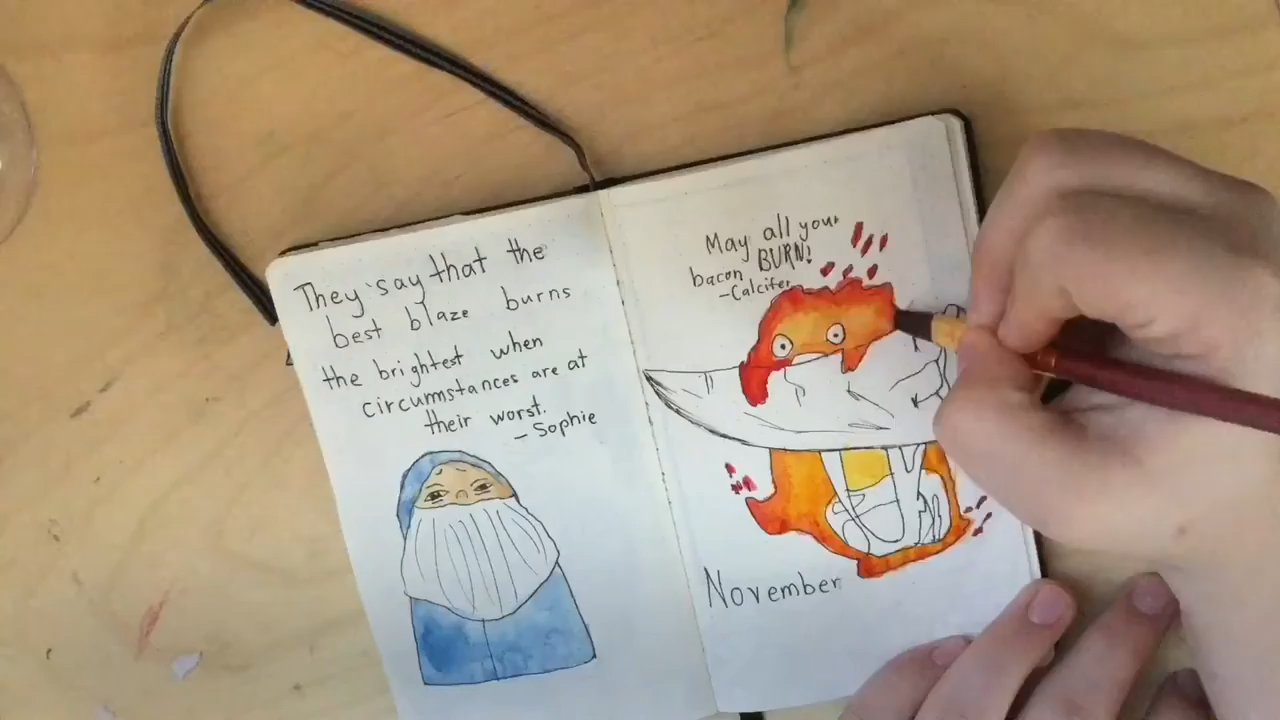 They say that the
best blaze burns
the brightest when
circumstances are at
their worst.
- Sophie
May all your
bacon BURN!
-Calcifer
November